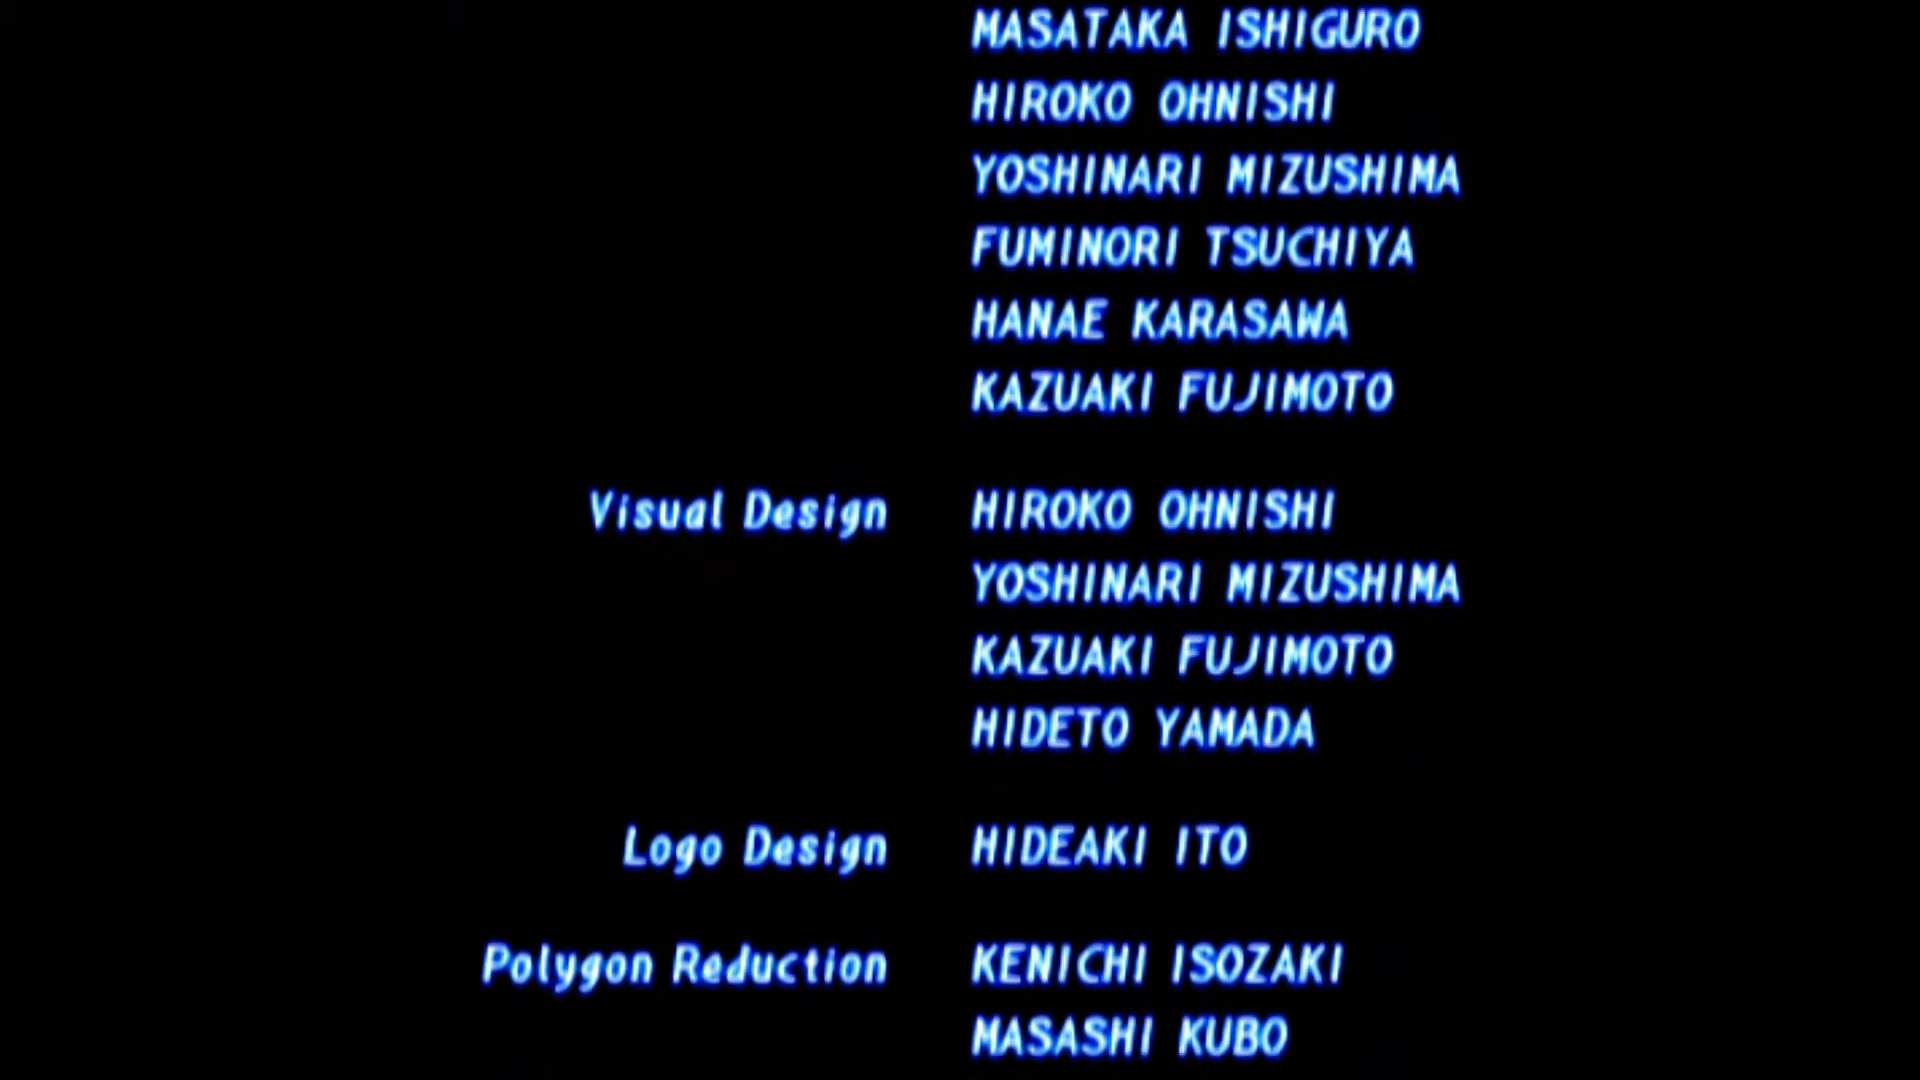 MASATAKA ISHIGURO
HIROKO OHNISHI
YOSHINARI MIZUSHIMA
FUMINORI TSUCHIYA
HANAE KARASAWA
KAZUAKI FUJIMOTO
Visual Design HIROKO OHNISHI
YOSHINARI MIZUSHIMA
KAZUAKI FUJIMOTO
HIDETO YAMADA
Logo Design HIDEAKI ITO
Polygon Reduction KENICHI ISOZAKI
MASASHI KUBO